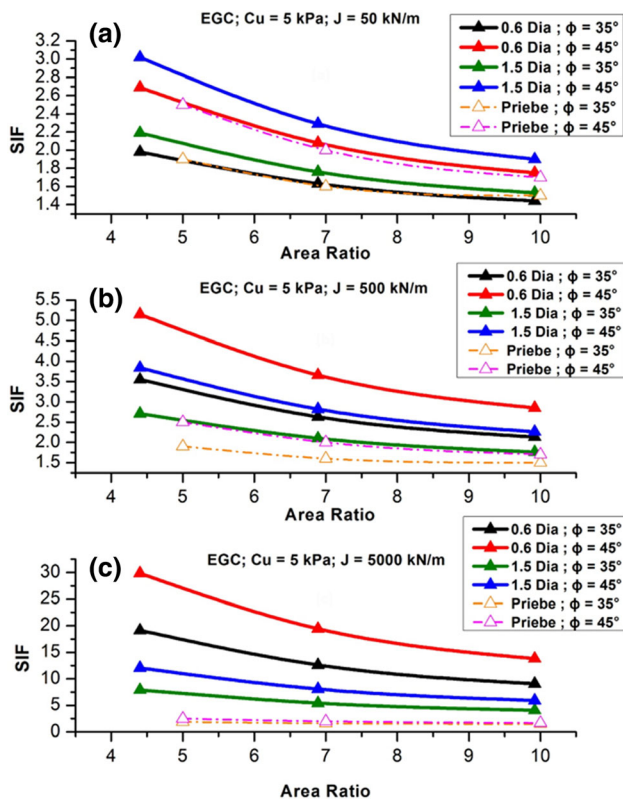 (a)
EGC; Cu = 5 kPa; J = 50 kN/m
0.6 Dia ; ϕ = 35°
0.6 Dia ; ϕ = 45°
1.5 Dia ; ϕ = 35°
1.5 Dia ; ϕ = 45°
Priebe ; ϕ = 35°
Priebe ; ϕ = 45°
SIF
3.2
3.0
2.8
2.6
2.4
2.2
2.0
1.8
1.6
1.4
4 5 6 7 8 9 10
Area Ratio
(b)
EGC; Cu = 5 kPa; J = 500 kN/m
0.6 Dia ; ϕ = 35°
0.6 Dia ; ϕ = 45°
1.5 Dia ; ϕ = 35°
1.5 Dia ; ϕ = 45°
Priebe ; ϕ = 35°
Priebe ; ϕ = 45°
SIF
5.5
5.0
4.5
4.0
3.5
3.0
2.5
2.0
1.5
4 5 6 7 8 9 10
Area Ratio
(c)
EGC; Cu = 5 kPa; J = 5000 kN/m
0.6 Dia ; ϕ = 35°
0.6 Dia ; ϕ = 45°
1.5 Dia ; ϕ = 35°
1.5 Dia ; ϕ = 45°
Priebe ; ϕ = 35°
Priebe ; ϕ = 45°
SIF
30
25
20
15
10
5
0
4 5 6 7 8 9 10
Area Ratio